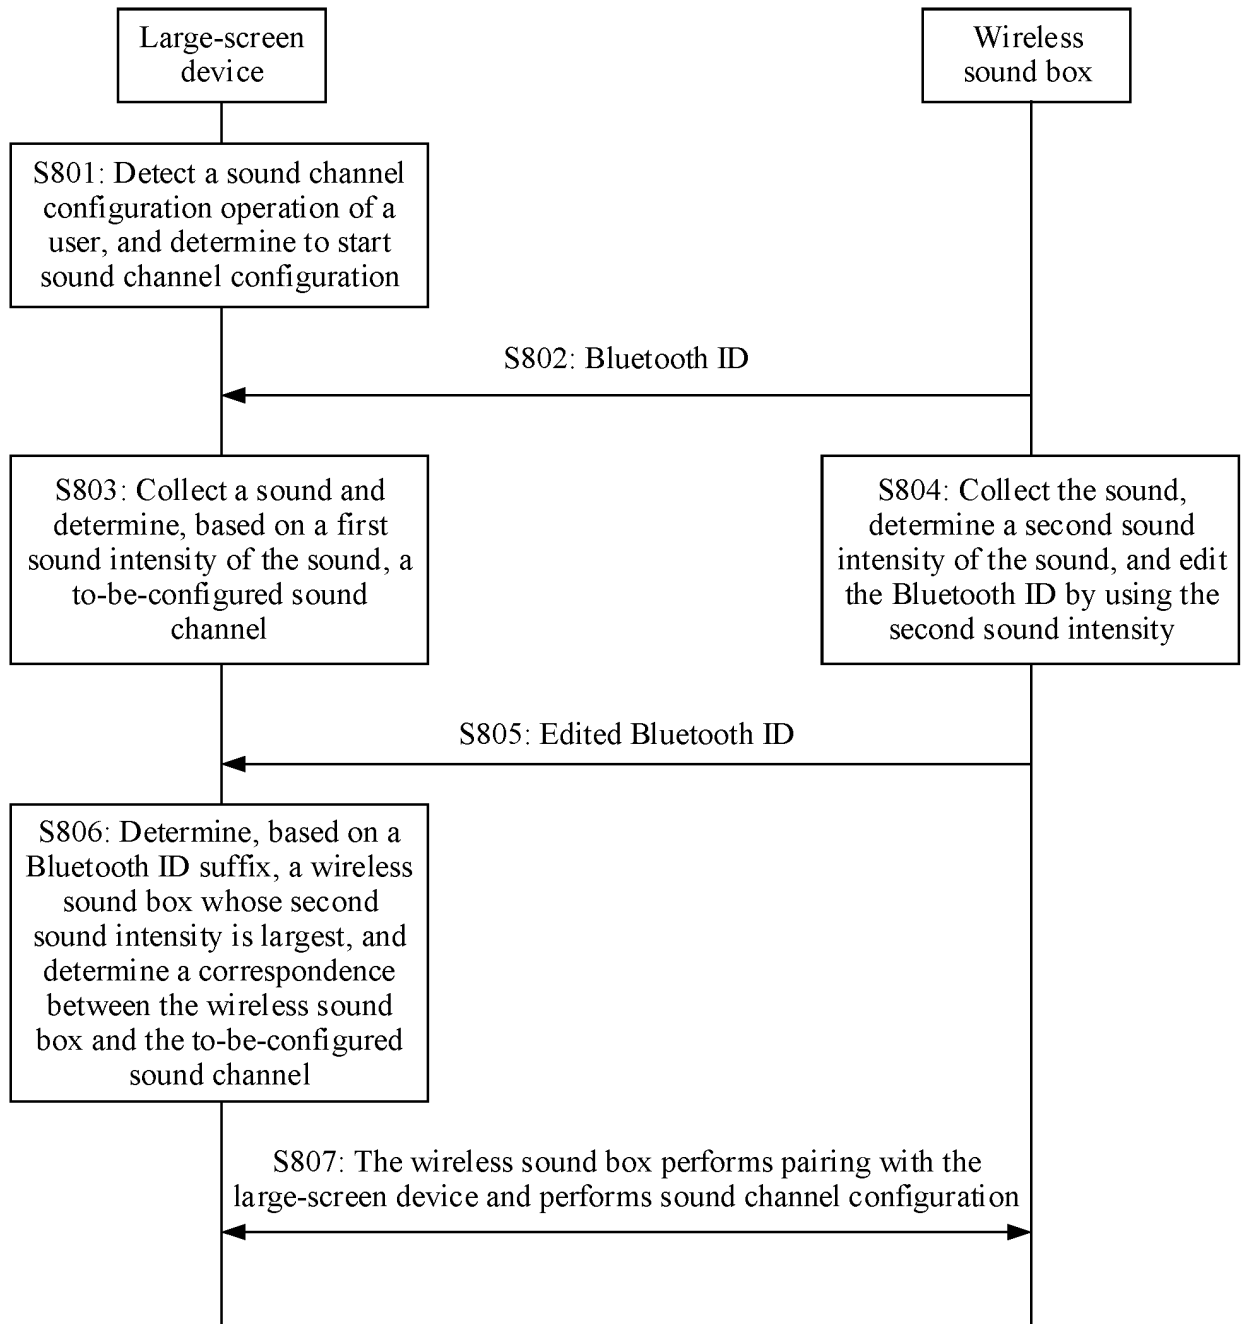 Large-screen
device
Wireless
sound box
S801: Detect a sound channel
configuration operation of a
user, and determine to start
sound channel configuration
S802: Bluetooth ID
S803: Collect a sound and
determine, based on a first
sound intensity of the sound, a
to-be-configured sound
channel
S804: Collect the sound,
determine a second sound
intensity of the sound, and edit
the Bluetooth ID by using the
second sound intensity
S805: Edited Bluetooth ID
S806: Determine, based on a
Bluetooth ID suffix, a wireless
sound box whose second
sound intensity is largest, and
determine a correspondence
between the wireless sound
box and the to-be-configured
sound channel
S807: The wireless sound box performs pairing with the
large-screen device and performs sound channel configuration